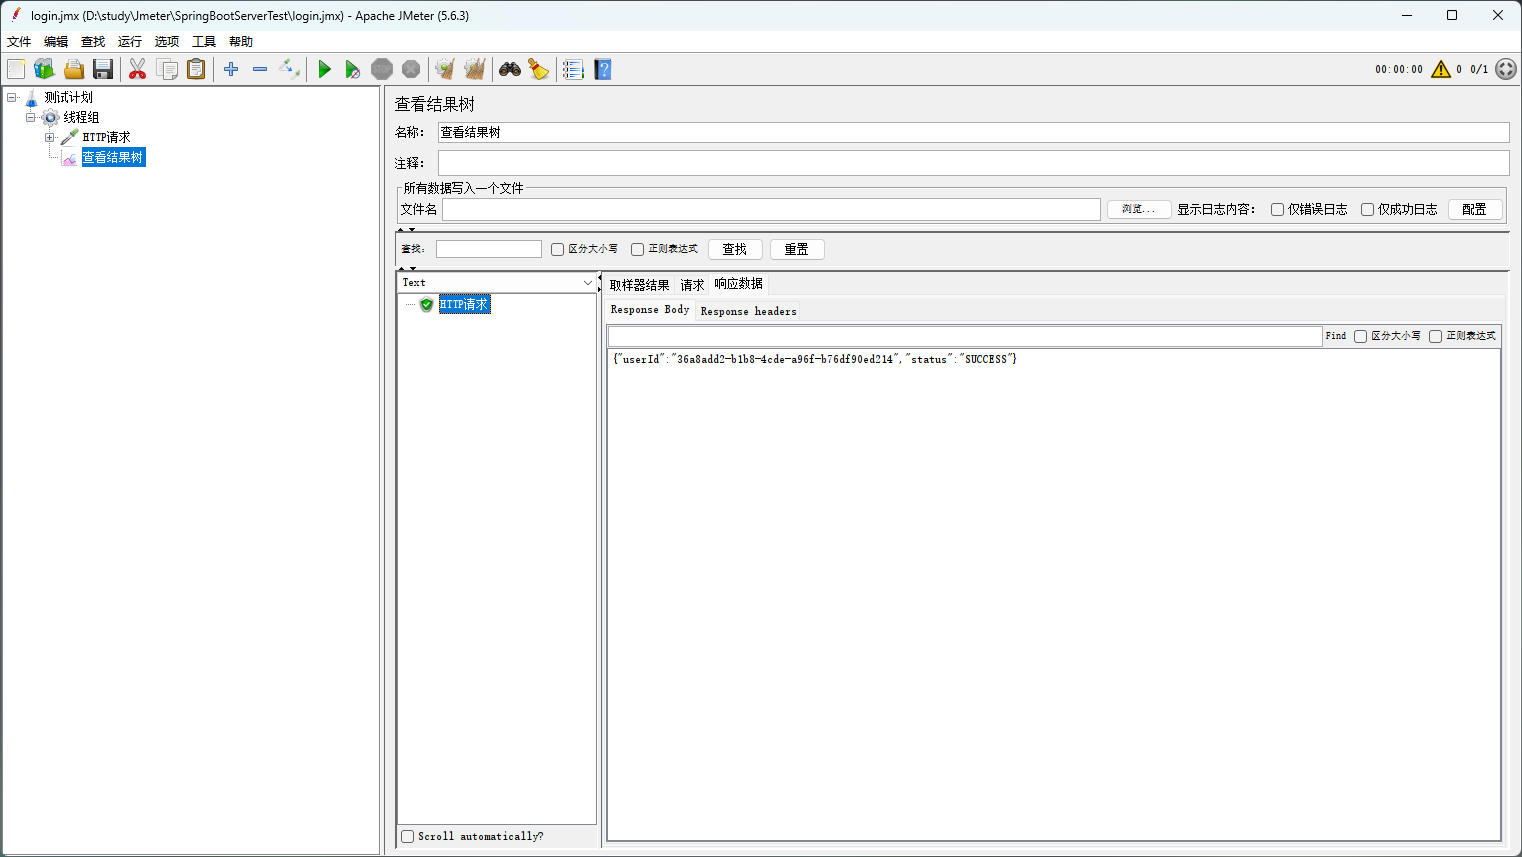 login.jmx (D:\study\Jmeter\SpringBootServerTest\login.jmx) - Apache JMeter (5.6.3)
文件 编辑 查找 运行 选项 工具 帮助
STOP
00:00:00 0 0/1
测试计划
线程组
HTTP请求
查看结果树
查看结果树
名称： 查看结果树
注释：
所有数据写入一个文件
文件名 浏览... 显示日志内容： 仅错误日志 仅成功日志 配置
查找： 区分大小写 正则表达式 查找 重置
Text
HTTP请求
Scroll automatically?
取样器结果 请求 响应数据
Response Body Response headers
Find 区分大小写 正则表达式
{"userId":"36a8add2-b1b8-4cde-a96f-b76df90ed214","status":"SUCCESS"}